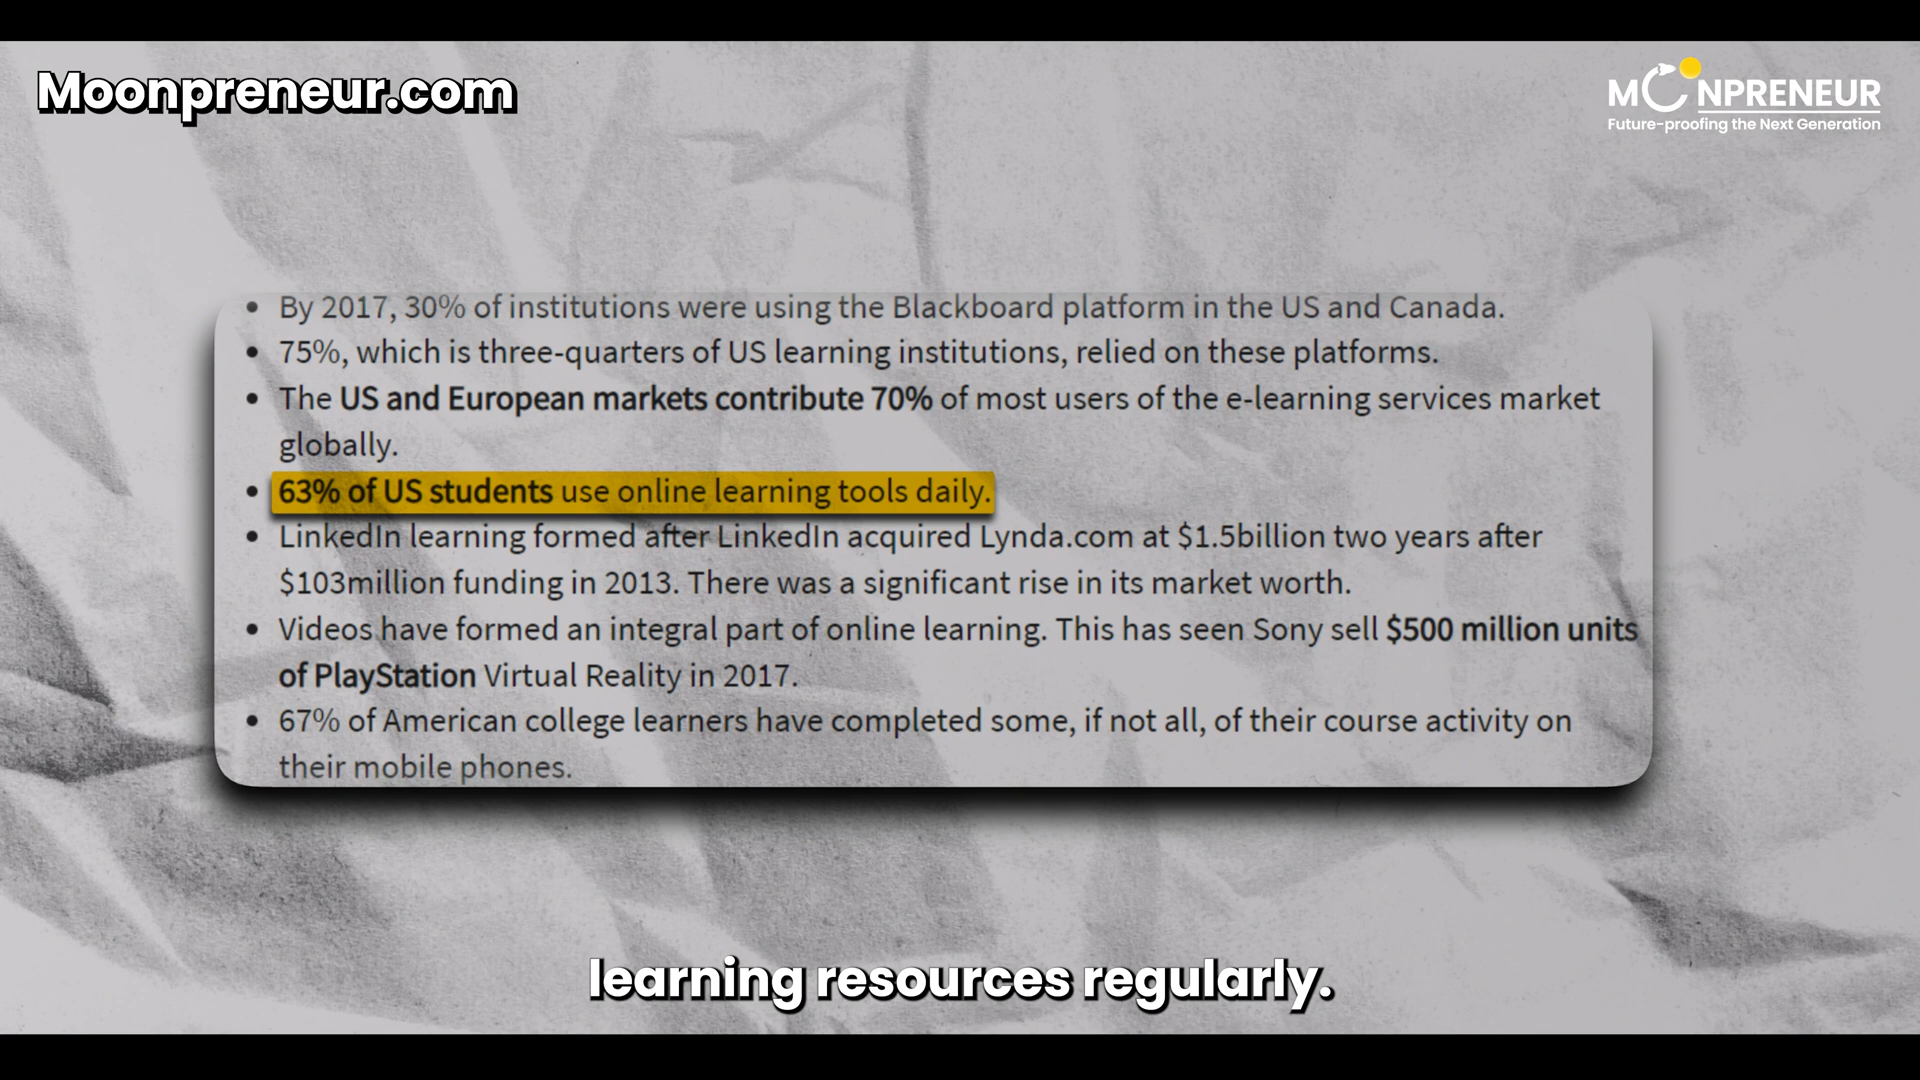 Moonpreneur.com
MOONPRENEUR
Future-proofing the Next Generation
• By 2017, 30% of institutions were using the Blackboard platform in the US and Canada.
• 75%, which is three-quarters of US learning institutions, relied on these platforms.
• The US and European markets contribute 70% of most users of the e-learning services market
globally.
• 63% of US students use online learning tools daily.
• LinkedIn learning formed after LinkedIn acquired Lynda.com at $1.5billion two years after
$103million funding in 2013. There was a significant rise in its market worth.
• Videos have formed an integral part of online learning. This has seen Sony sell $500 million units
of PlayStation Virtual Reality in 2017.
• 67% of American college learners have completed some, if not all, of their course activity on
their mobile phones.
learning resources regularly.